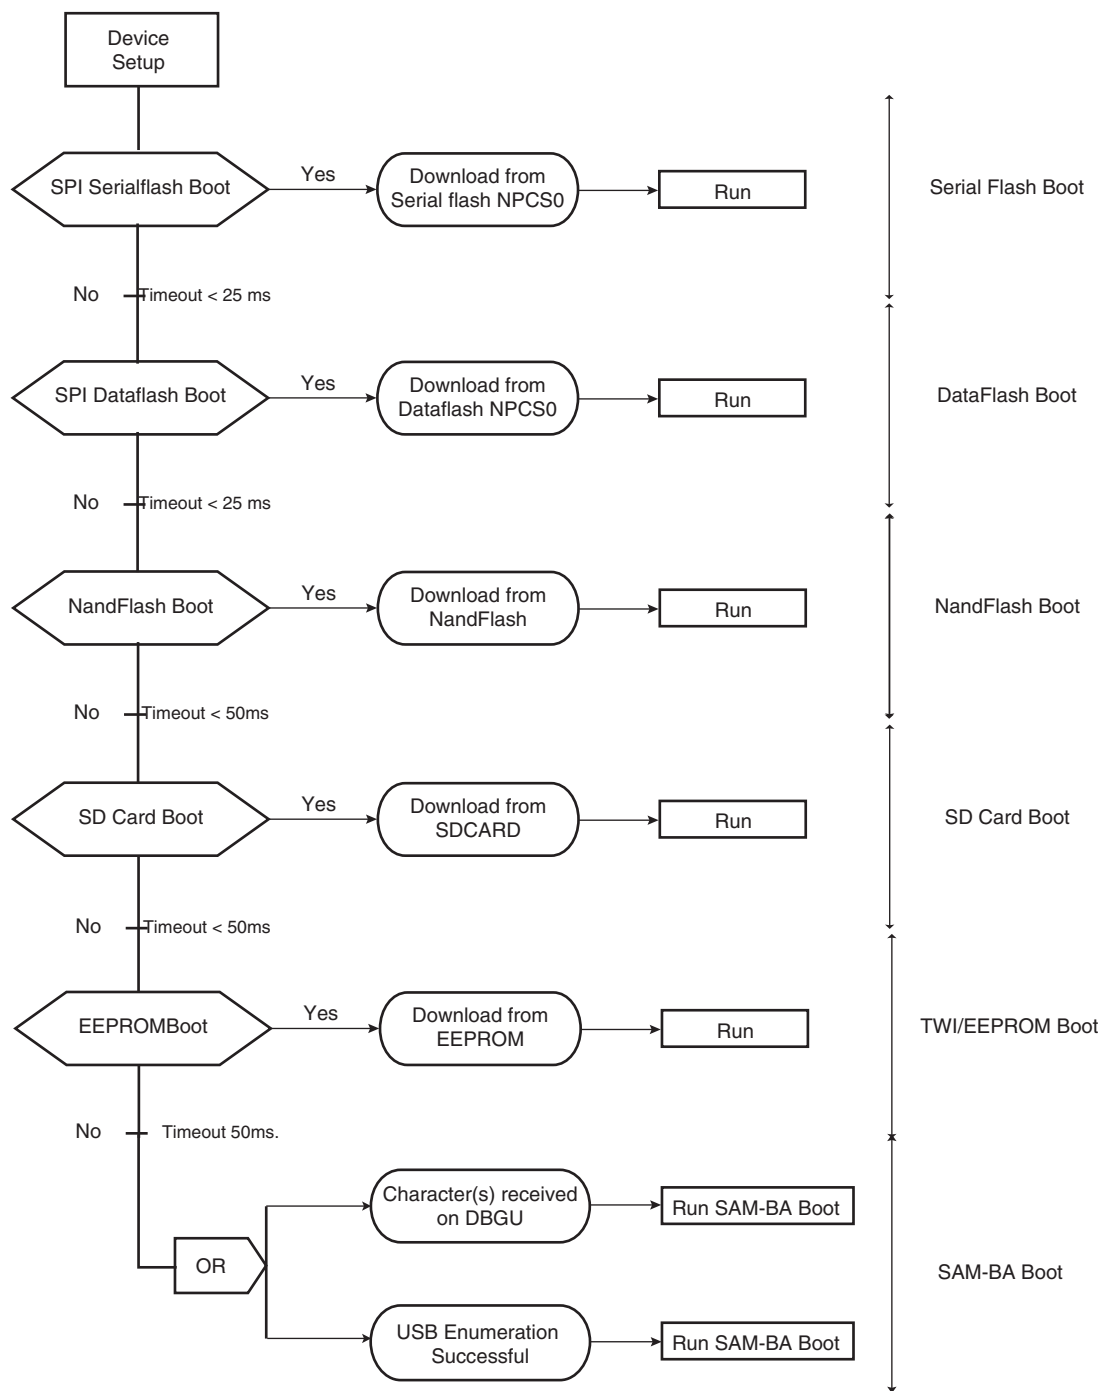 Device
Setup
SPI Serialflash Boot
Yes
Download from
Serial flash NPCS0
Run
Serial Flash Boot
No
Timeout < 25 ms
SPI Dataflash Boot
Yes
Download from
Dataflash NPCS0
Run
DataFlash Boot
No
Timeout < 25 ms
NandFlash Boot
Yes
Download from
NandFlash
Run
NandFlash Boot
No
Timeout < 50ms
SD Card Boot
Yes
Download from
SDCARD
Run
SD Card Boot
No
Timeout < 50ms
EEPROMBoot
Yes
Download from
EEPROM
Run
TWI/EEPROM Boot
No
Timeout 50ms.
Character(s) received
on DBGU
Run SAM-BA Boot
OR
SAM-BA Boot
USB Enumeration
Successful
Run SAM-BA Boot